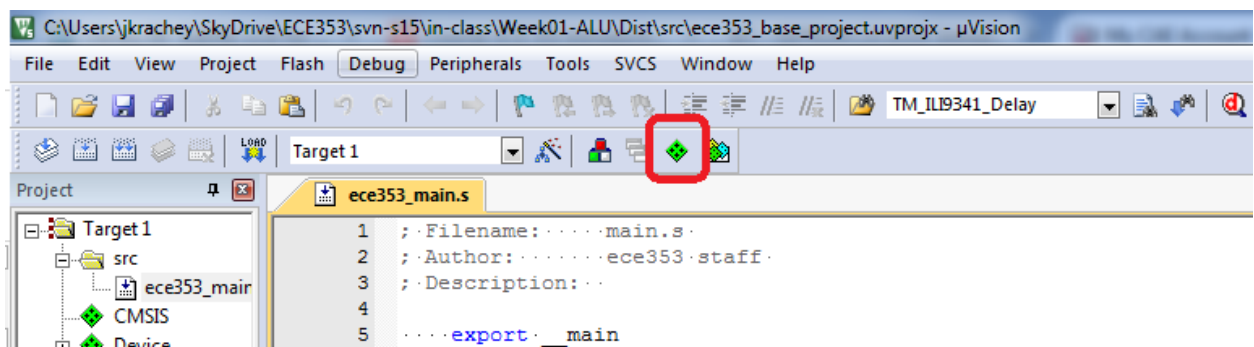 C:\Users\jkrachey\SkyDrive\ECE353\svn-s15\in-class\Week01-ALU\Dist\src\ece353_base_project.uvprojx - µVision
File Edit View Project Flash Debug Peripherals Tools SVCS Window Help
TM_ILI9341_Delay
LOAD Target 1
Project ece353_main.s
Target 1
src
ece353_mair
CMSIS
Device
1 ; Filename: main.s
2 ; Author: ece353 staff
3 ; Description:
4
5 export __main